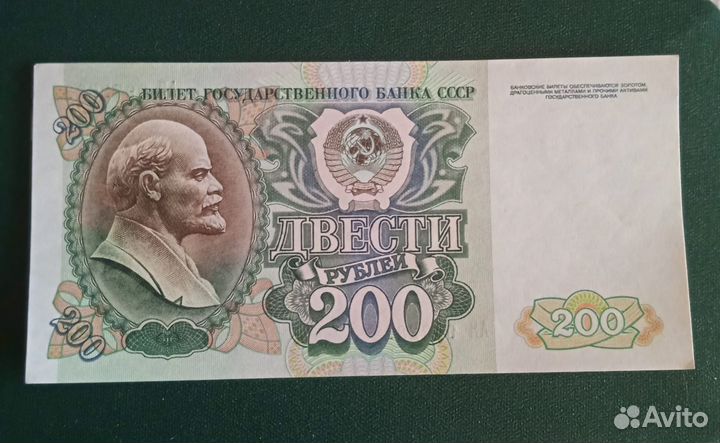 БИЛЕТ ГОСУДАРСТВЕННОГО БАНКА СССР
БАНКОВСКИЕ БИЛЕТЫ ОБЕСПЕЧИВАЮТСЯ ЗОЛОТОМ,
ДРАГОЦЕННЫМИ МЕТАЛЛАМИ И ПРОЧИМИ АКТИВАМИ
ГОСУДАРСТВЕННОГО БАНКА
200
ДВЕСТИ
РУБЛЕЙ
200
200
200
Avito